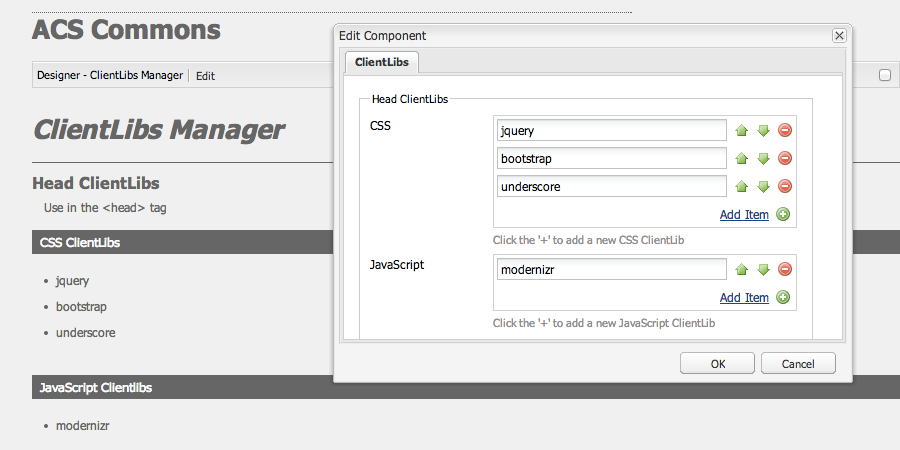 ACS Commons
Designer - ClientLibs Manager | Edit
ClientLibs Manager
Head ClientLibs
Use in the <head> tag
CSS ClientLibs
• jquery
• bootstrap
• underscore
JavaScript Clientlibs
• modernizr
Edit Component
ClientLibs
Head ClientLibs
CSS
jquery
bootstrap
underscore
Add Item
Click the '+' to add a new CSS ClientLib
JavaScript
modernizr
Add Item
Click the '+' to add a new JavaScript ClientLib
OK Cancel